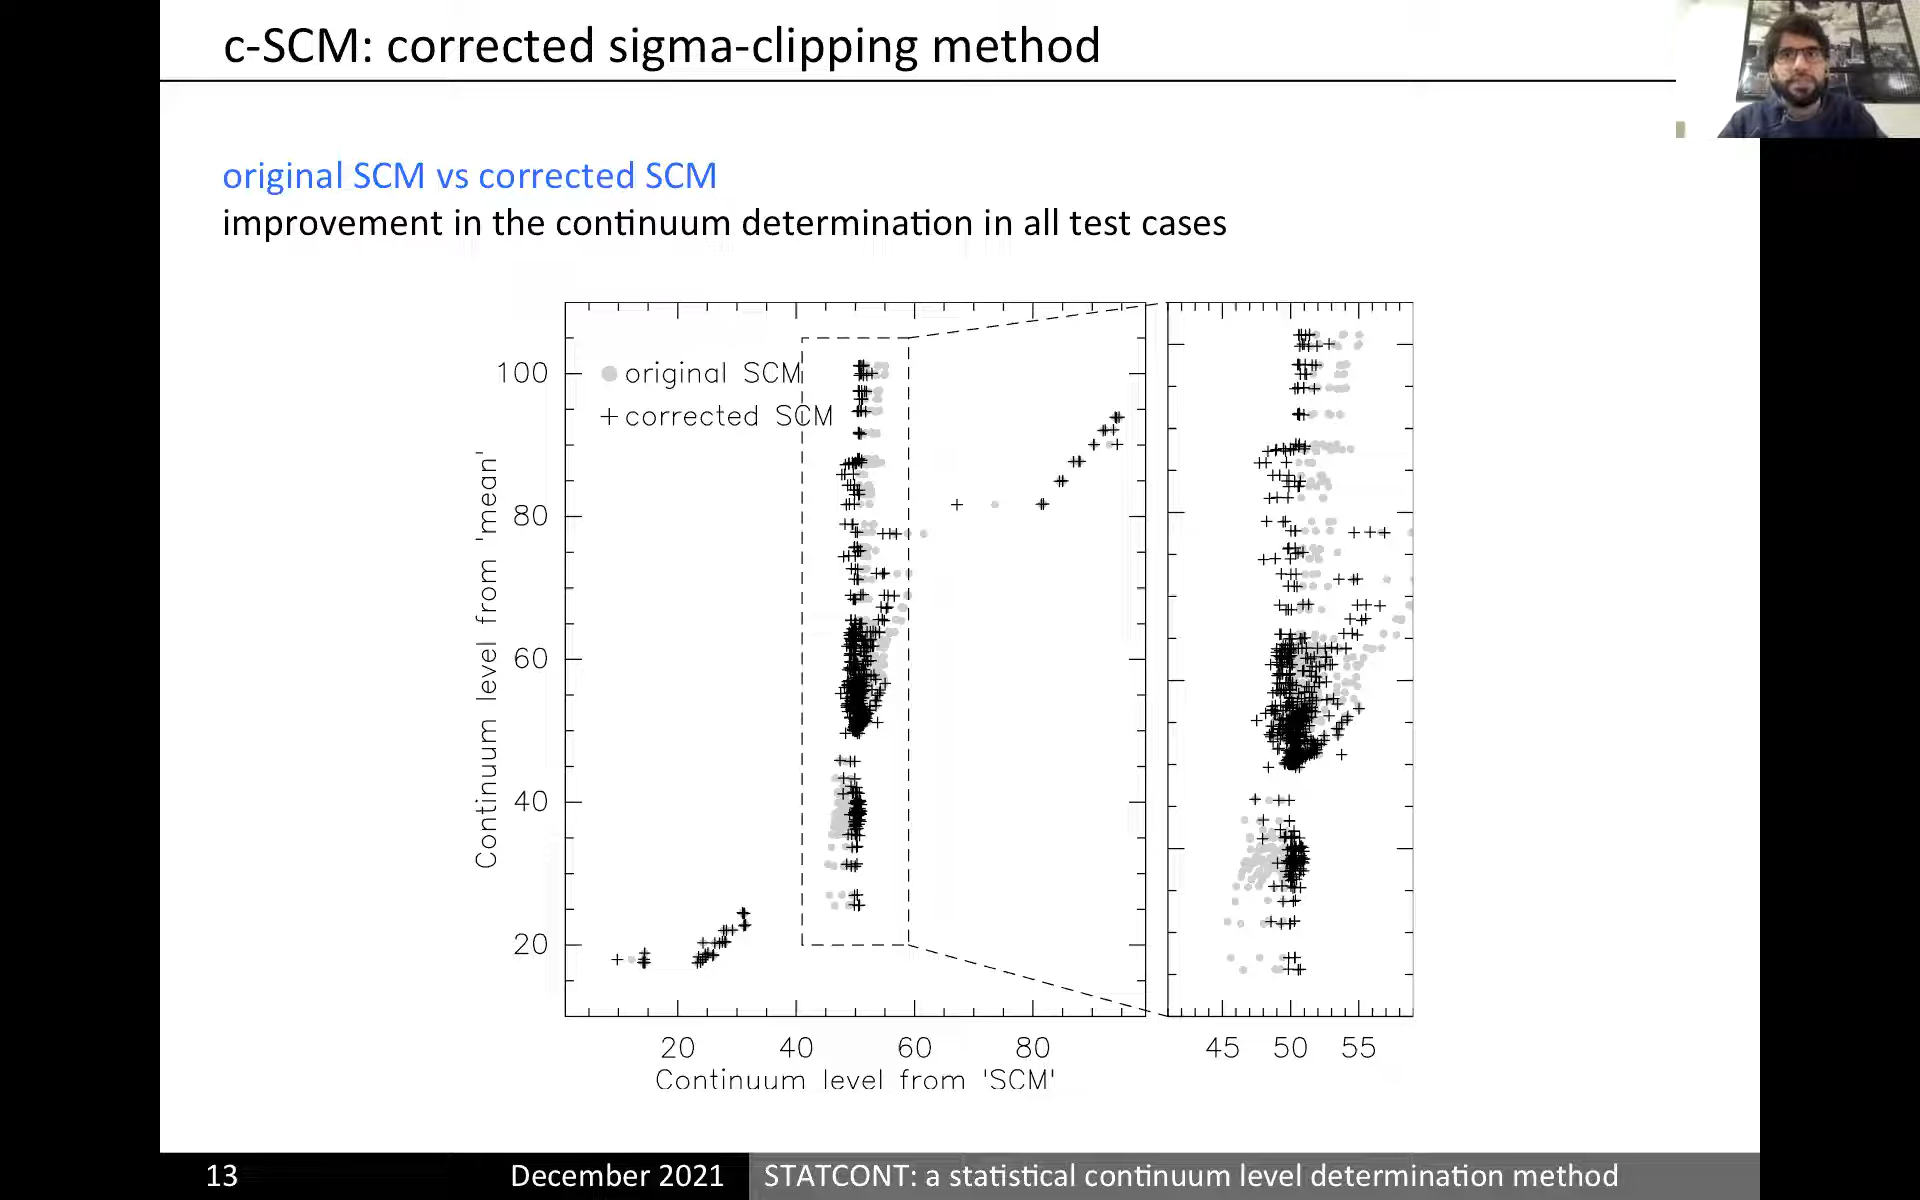 c-SCM: corrected sigma-clipping method
original SCM vs corrected SCM
improvement in the continuum determination in all test cases
original SCM
corrected SCM
Continuum level from 'mean'
100
80
60
40
20
20 40 60 80
45 50 55
Continuum level from 'SCM'
13 December 2021 STATCONT: a statistical continuum level determination method